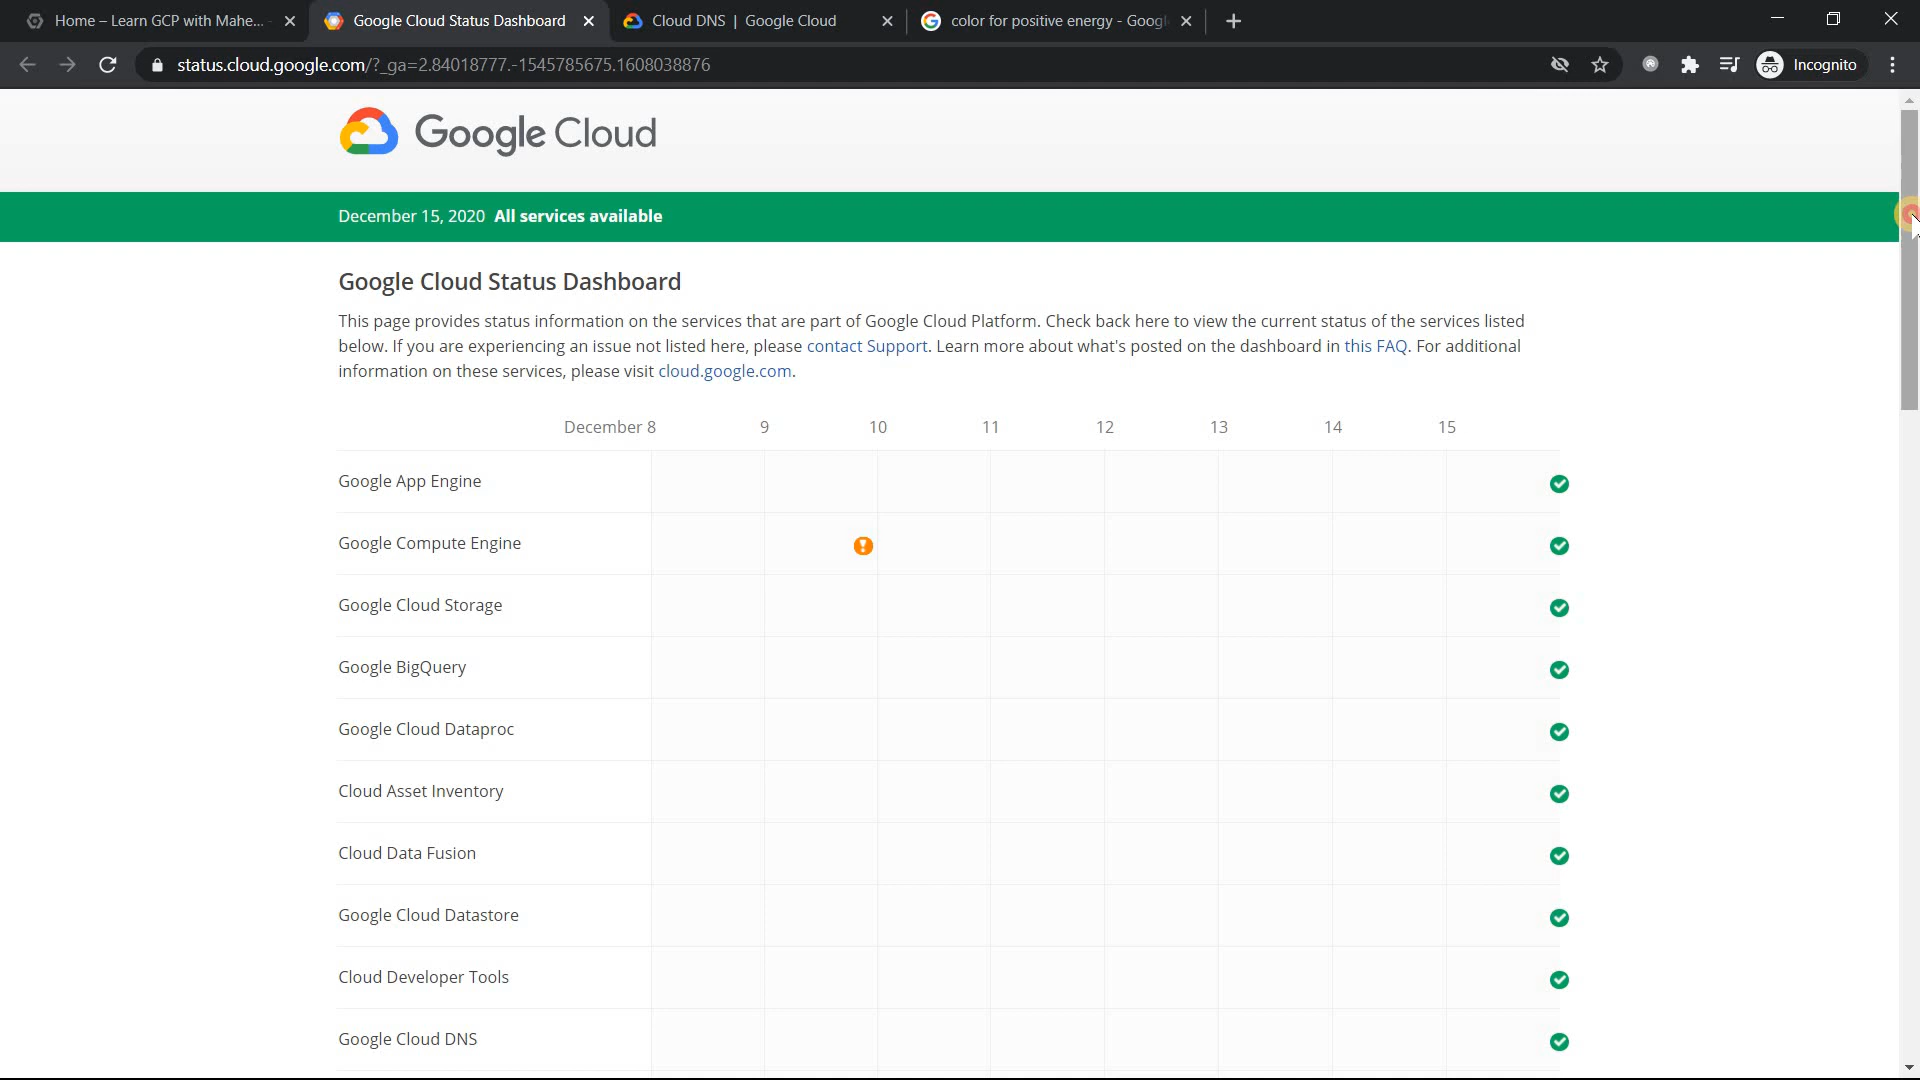 Home – Learn GCP with Mahe...
Google Cloud Status Dashboard
Cloud DNS | Google Cloud
color for positive energy - Googl
status.cloud.google.com/?_ga=2.84018777.-1545785675.1608038876
Incognito
Google Cloud
December 15, 2020 All services available
Google Cloud Status Dashboard
This page provides status information on the services that are part of Google Cloud Platform. Check back here to view the current status of the services listed
below. If you are experiencing an issue not listed here, please contact Support. Learn more about what's posted on the dashboard in this FAQ. For additional
information on these services, please visit cloud.google.com.
December 8 9 10 11 12 13 14 15
Google App Engine
Google Compute Engine
Google Cloud Storage
Google BigQuery
Google Cloud Dataproc
Cloud Asset Inventory
Cloud Data Fusion
Google Cloud Datastore
Cloud Developer Tools
Google Cloud DNS